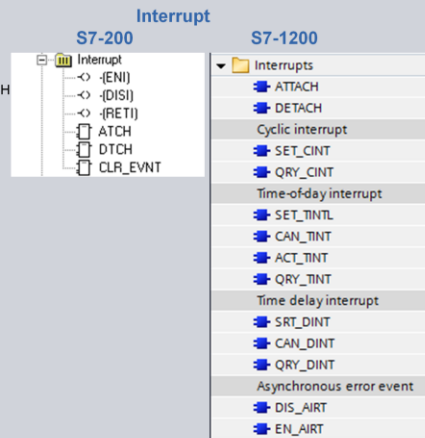 Interrupt
S7-200
S7-1200
H
Interrupt
-(ENI)
-(DISI)
-(RETI)
ATCH
DTCH
CLR_EVNT
Interrupts
ATTACH
DETACH
Cyclic interrupt
SET_CINT
QRY_CINT
Time-of-day interrupt
SET_TINTL
CAN_TINT
ACT_TINT
QRY_TINT
Time delay interrupt
SRT_DINT
CAN_DINT
QRY_DINT
Asynchronous error event
DIS_AIRT
EN_AIRT